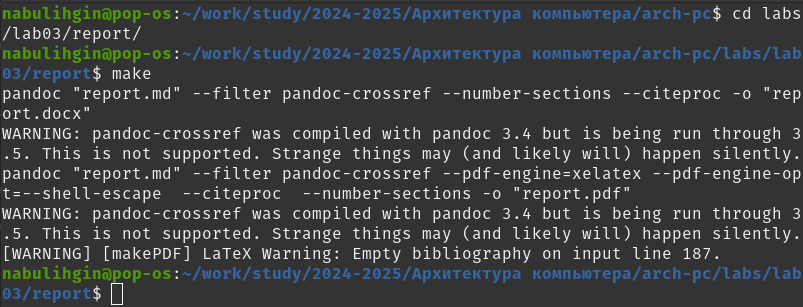 nabulihgin@pop-os:~/work/study/2024-2025/Архитектура компьютера/arch-pc$ cd labs
/lab03/report/
nabulihgin@pop-os:~/work/study/2024-2025/Архитектура компьютера/arch-pc/labs/lab
03/report$ make
pandoc "report.md" --filter pandoc-crossref --number-sections --citeproc -o "rep
ort.docx"
WARNING: pandoc-crossref was compiled with pandoc 3.4 but is being run through 3
.5. This is not supported. Strange things may (and likely will) happen silently.
pandoc "report.md" --filter pandoc-crossref --pdf-engine=xelatex --pdf-engine-op
t=--shell-escape  --citeproc  --number-sections -o "report.pdf"
WARNING: pandoc-crossref was compiled with pandoc 3.4 but is being run through 3
.5. This is not supported. Strange things may (and likely will) happen silently.
[WARNING] [makePDF] LaTeX Warning: Empty bibliography on input line 187.
nabulihgin@pop-os:~/work/study/2024-2025/Архитектура компьютера/arch-pc/labs/lab
03/report$